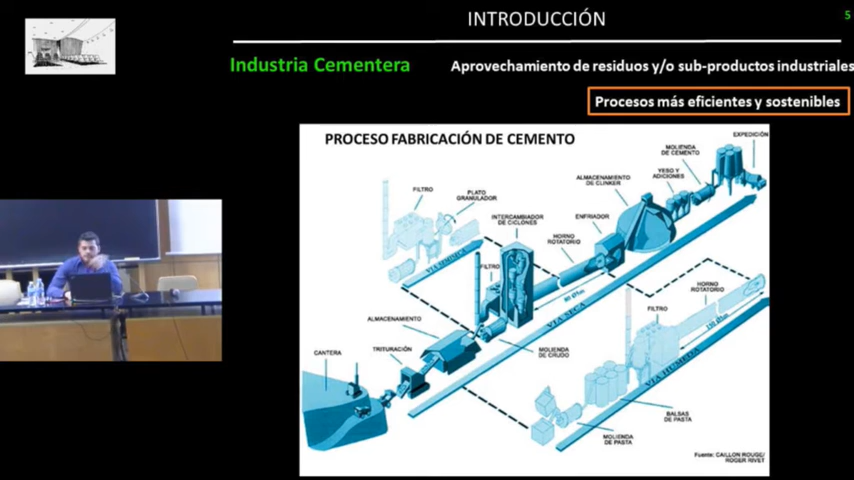 INTRODUCCIÓN
5
Industria Cementera
Aprovechamiento de residuos y/o sub-productos industriales
Procesos más eficientes y sostenibles
PROCESO FABRICACIÓN DE CEMENTO
EXPEDICIÓN
MOLIENDA
DE CEMENTO
YESO Y
ADICIONES
ALMACENAMIENTO
DE CLINKER
FILTRO
PLATO
GRANULADOR
INTERCAMBIADOR
DE CICLONES
ENFRIADOR
HORNO
ROTATORIO
FILTRO
HORNO
ROTATORIO
VIA SECA
FILTRO
ALMACENAMIENTO
TRITURACIÓN
CANTERA
MOLIENDA
DE CRUDO
VIA HUMEDA
BALSAS
DE PASTA
MOLIENDA
DE PASTA
Fuente: CAILLON ROUGE/
ROGER RIVET